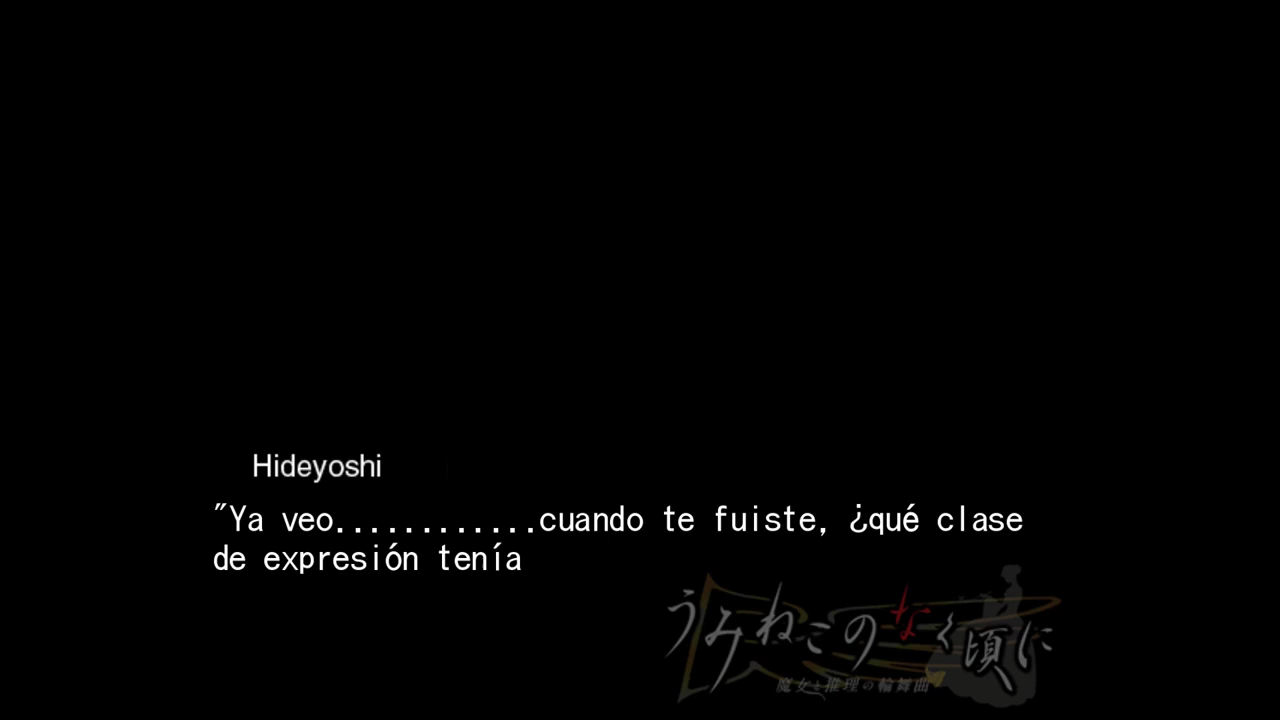 Hideyoshi
"Ya veo............cuando te fuiste, ¿qué clase
de expresión tenía
うみねこのなく頃に
魔女と推理の輪舞曲